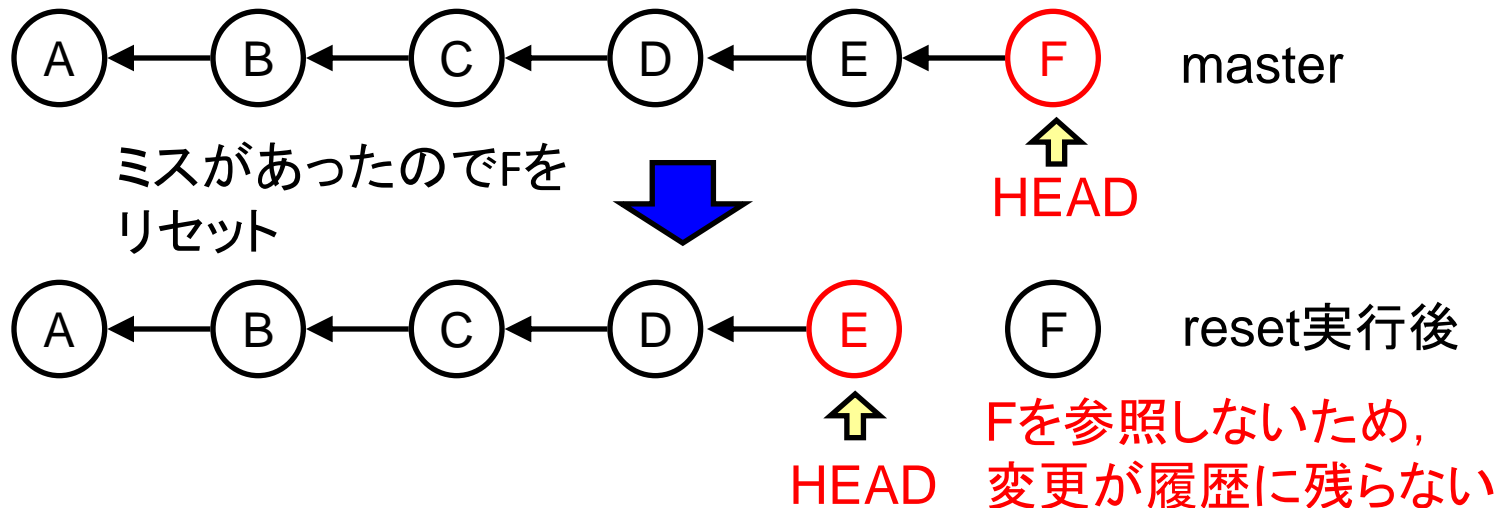 A B C D E F master
ミスがあったのでFを
リセット
HEAD
A B C D E F reset実行後
HEAD
Fを参照しないため,
変更が履歴に残らない